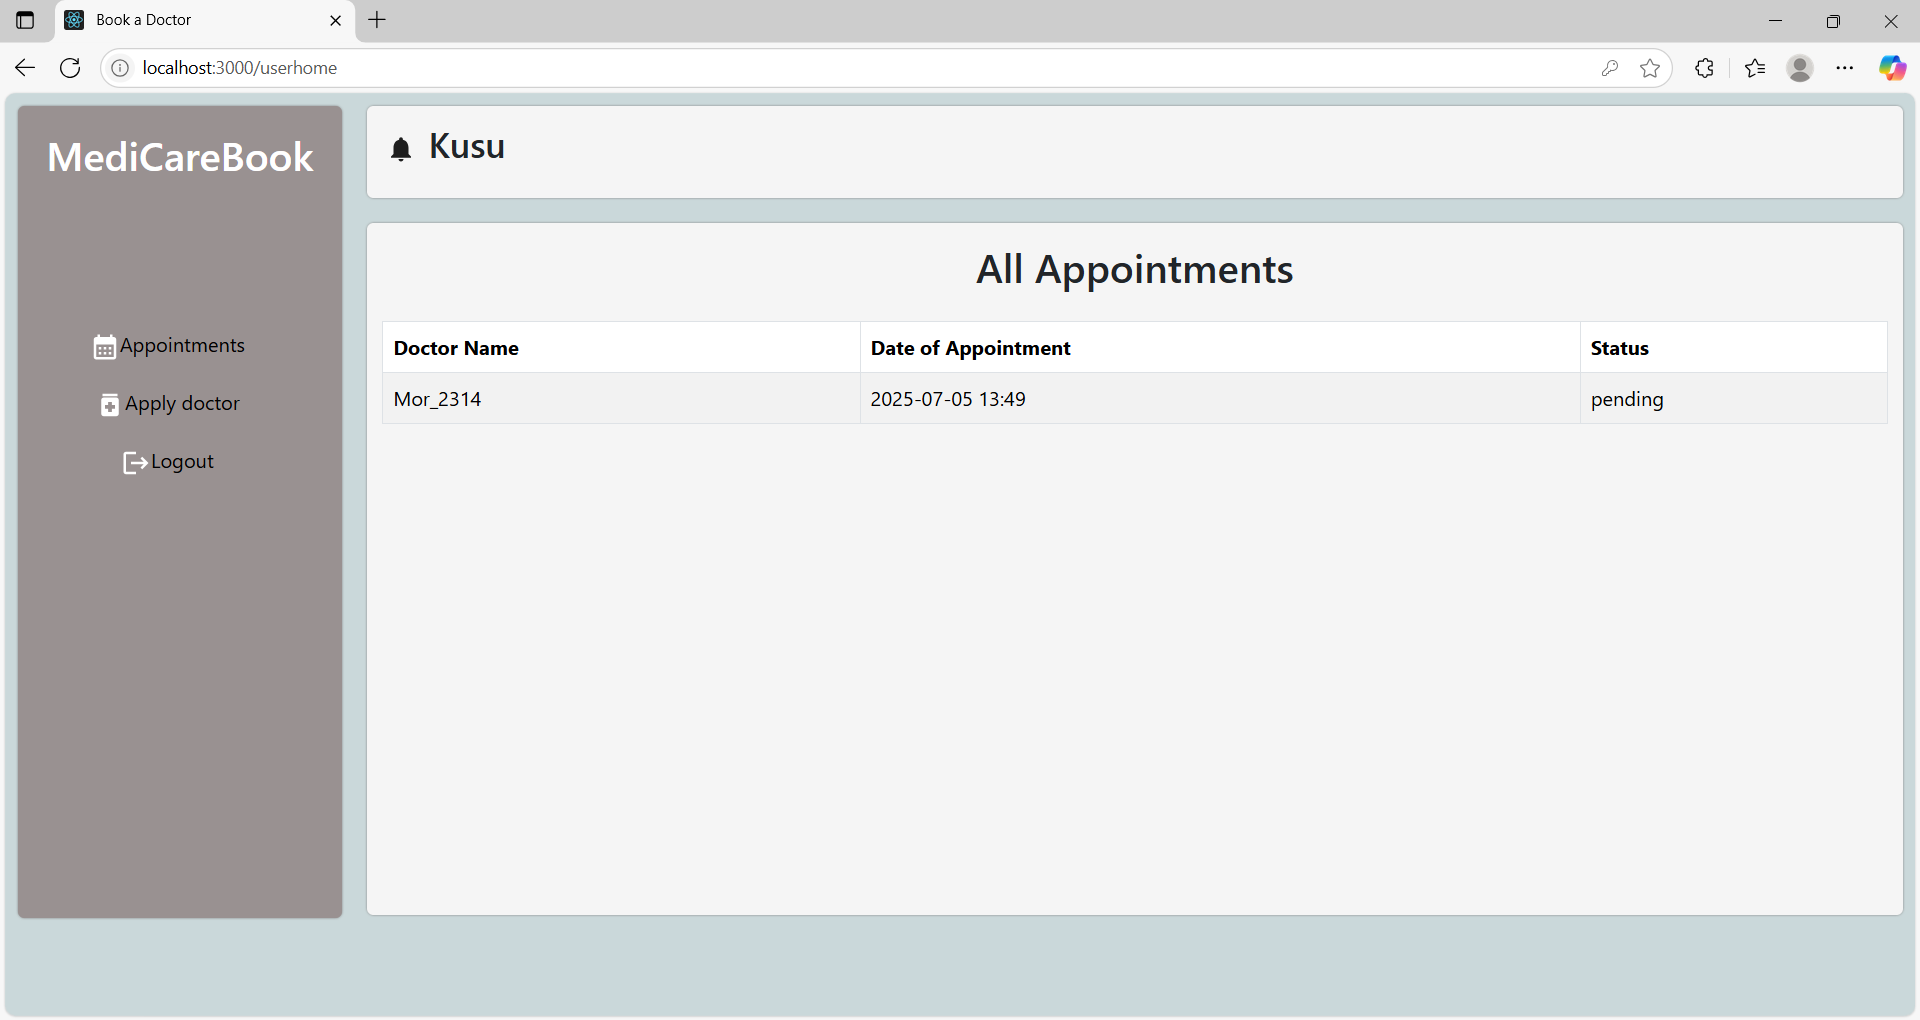 Book a Doctor
localhost:3000/userhome
MediCareBook
Appointments
Apply doctor
Logout
Kusu
All Appointments
Doctor Name Date of Appointment Status
Mor_2314 2025-07-05 13:49 pending